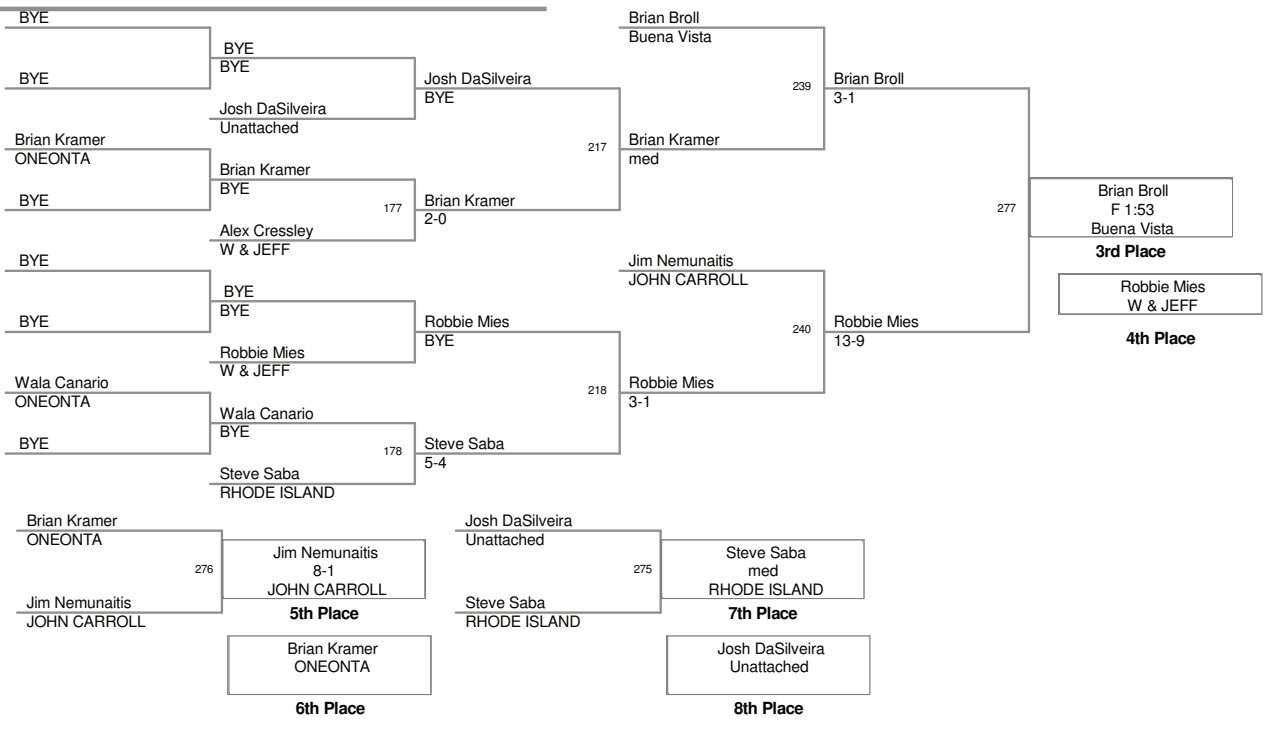 BYE
BYE
Brian Kramer
ONEONTA
BYE
BYE
BYE
Wala Canario
ONEONTA
BYE
BYE
BYE
Josh DaSilveira
Unattached
Brian Kramer
BYE
Alex Cressley
W & JEFF
BYE
BYE
Robbie Mies
W & JEFF
Wala Canario
BYE
Steve Saba
RHODE ISLAND
Josh DaSilveira
BYE
177
Brian Kramer
2-0
Robbie Mies
BYE
178
Steve Saba
5-4
Brian Broll
Buena Vista
217
Brian Kramer
med
Jim Nemunaitis
JOHN CARROLL
218
Robbie Mies
3-1
239
Brian Broll
3-1
240
Robbie Mies
13-9
277
Brian Broll
F 1:53
Buena Vista
3rd Place
Robbie Mies
W & JEFF
4th Place
Brian Kramer
ONEONTA
276
Jim Nemunaitis
JOHN CARROLL
Jim Nemunaitis
8-1
JOHN CARROLL
5th Place
Brian Kramer
ONEONTA
6th Place
Josh DaSilveira
Unattached
275
Steve Saba
RHODE ISLAND
Steve Saba
med
RHODE ISLAND
7th Place
Josh DaSilveira
Unattached
8th Place